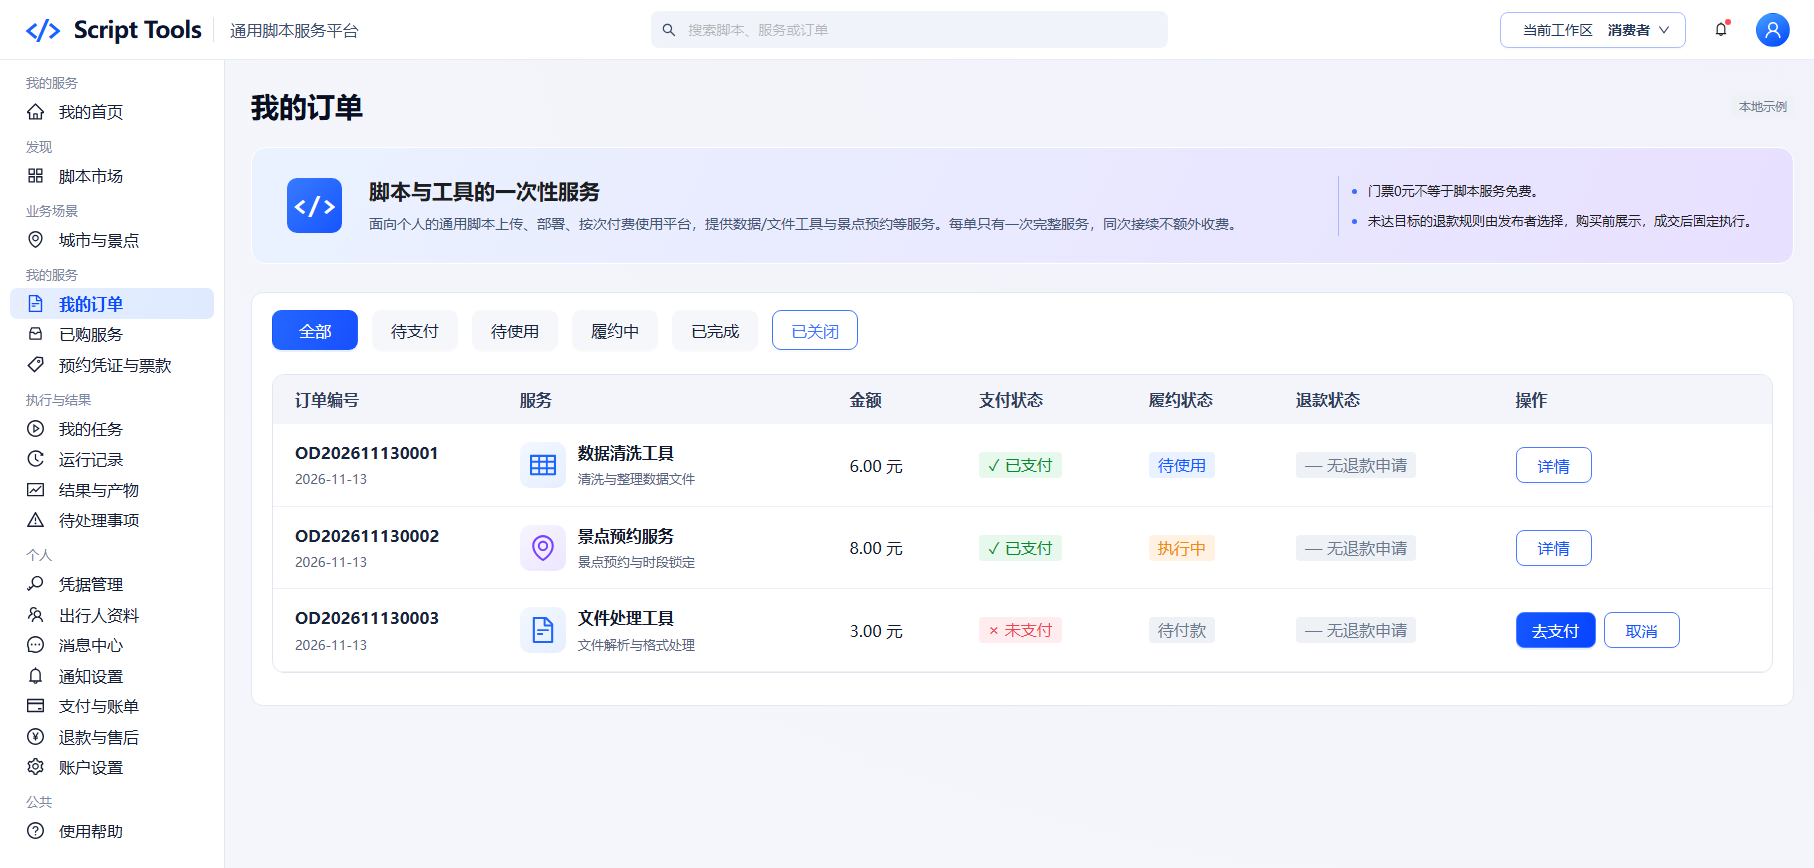 </> Script Tools
通用脚本服务平台
搜索脚本、服务或订单
当前工作区 消费者
我的服务
我的首页
发现
脚本市场
业务场景
城市与景点
我的服务
我的订单
已购服务
预约凭证与票款
执行与结果
我的任务
运行记录
结果与产物
待处理事项
个人
凭据管理
出行人资料
消息中心
通知设置
支付与账单
退款与售后
账户设置
公共
使用帮助
我的订单
本地示例
</>
脚本与工具的一次性服务
面向个人的通用脚本上传、部署、按次付费使用平台，提供数据/文件工具与景点预约等服务。每单只有一次完整服务，同次接续不额外收费。
门票0元不等于脚本服务免费。
未达目标的退款规则由发布者选择，购买前展示，成交后固定执行。
全部 待支付 待使用 履约中 已完成 已关闭
订单编号 服务 金额 支付状态 履约状态 退款状态 操作
OD202611130001
2026-11-13
数据清洗工具
清洗与整理数据文件
6.00 元
✓ 已支付
待使用
— 无退款申请
详情
OD202611130002
2026-11-13
景点预约服务
景点预约与时段锁定
8.00 元
✓ 已支付
执行中
— 无退款申请
详情
OD202611130003
2026-11-13
文件处理工具
文件解析与格式处理
3.00 元
× 未支付
待付款
— 无退款申请
去支付 取消